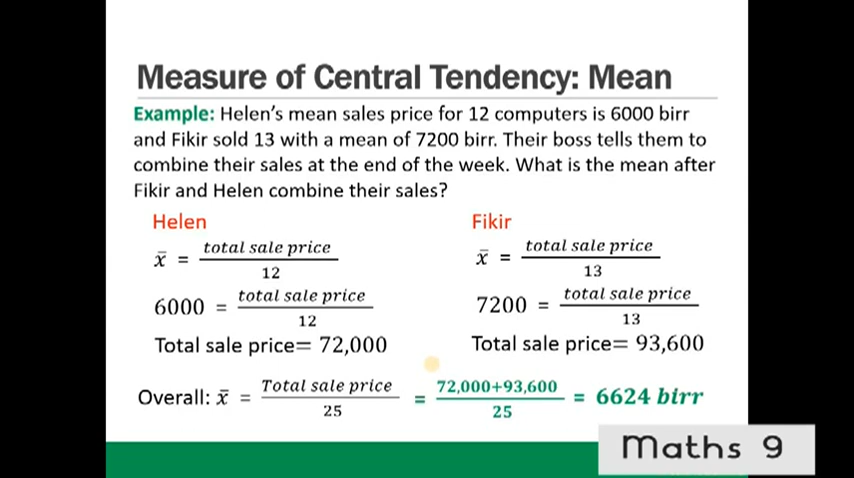 Measure of Central Tendency: Mean
Example: Helen's mean sales price for 12 computers is 6000 birr
and Fikir sold 13 with a mean of 7200 birr. Their boss tells them to
combine their sales at the end of the week. What is the mean after
Fikir and Helen combine their sales?
Helen
x̄ = total sale price / 12
6000 = total sale price / 12
Total sale price= 72,000
Fikir
x̄ = total sale price / 13
7200 = total sale price / 13
Total sale price= 93,600
Overall: x̄ = Total sale price / 25 = 72,000+93,600 / 25 = 6624 birr
Maths 9